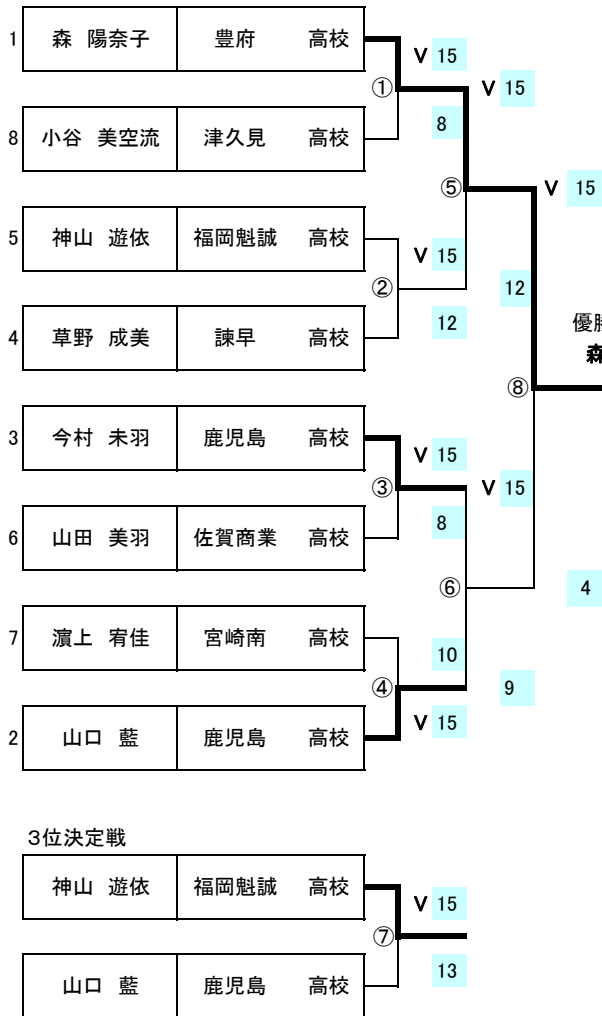 1 森 陽奈子 豊府 高校
V 15
① V 15
8 小谷 美空流 津久見 高校
8
⑤ V 15
5 神山 遊依 福岡魁誠 高校
V 15
②
12
4 草野 成美 諫早 高校
12
優勝
森
⑧
3 今村 未羽 鹿児島 高校
V 15
③ V 15
6 山田 美羽 佐賀商業 高校
8
⑥ 4
7 濵上 宥佳 宮崎南 高校
10
④ 9
2 山口 藍 鹿児島 高校
V 15
3位決定戦
神山 遊依 福岡魁誠 高校
V 15
⑦
山口 藍 鹿児島 高校
13